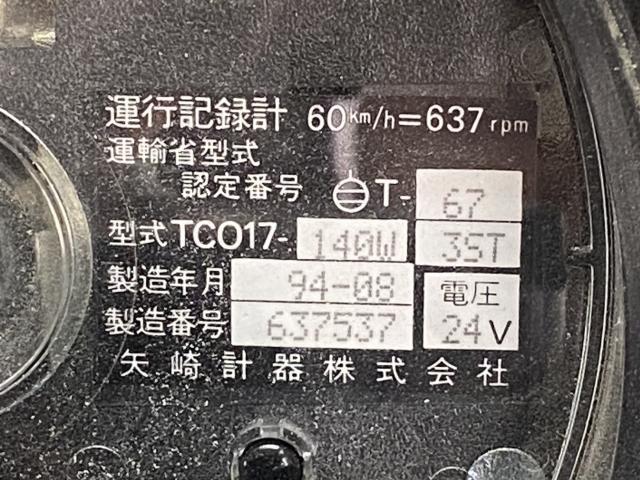 運行記録計 60km/h=637rpm
運輸省型式
認定番号 T-67
型式TCO17-140W 3ST
製造年月 94-08 電圧
製造番号 637537 24V
矢崎計器株式会社